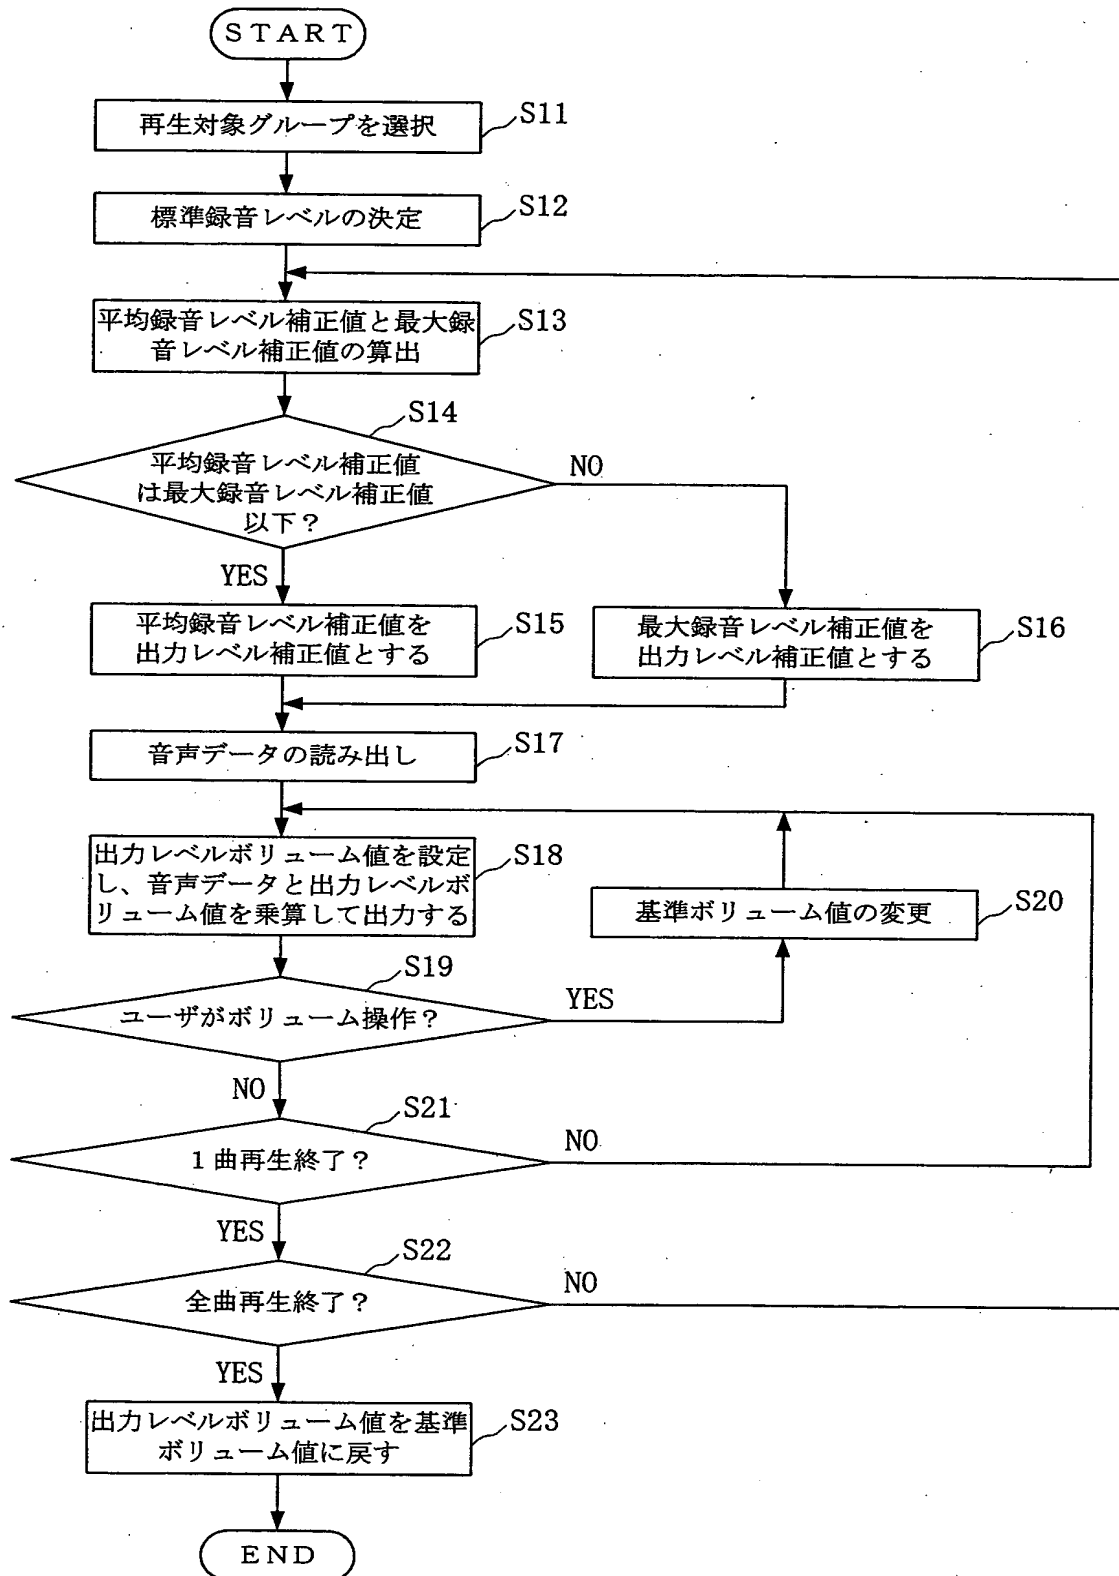 START
再生対象グループを選択
S11
標準録音レベルの決定
S12
平均録音レベル補正値と最大録
音レベル補正値の算出
S13
S14
平均録音レベル補正値
は最大録音レベル補正値
以下？
NO
YES
平均録音レベル補正値を
出力レベル補正値とする
S15
最大録音レベル補正値を
出力レベル補正値とする
S16
音声データの読み出し
S17
出力レベルボリューム値を設定
し、音声データと出力レベルボ
リューム値を乗算して出力する
S18
基準ボリューム値の変更
S20
S19
ユーザがボリューム操作？
YES
NO
S21
１曲再生終了？
NO
YES
S22
全曲再生終了？
NO
YES
出力レベルボリューム値を基準
ボリューム値に戻す
S23
END